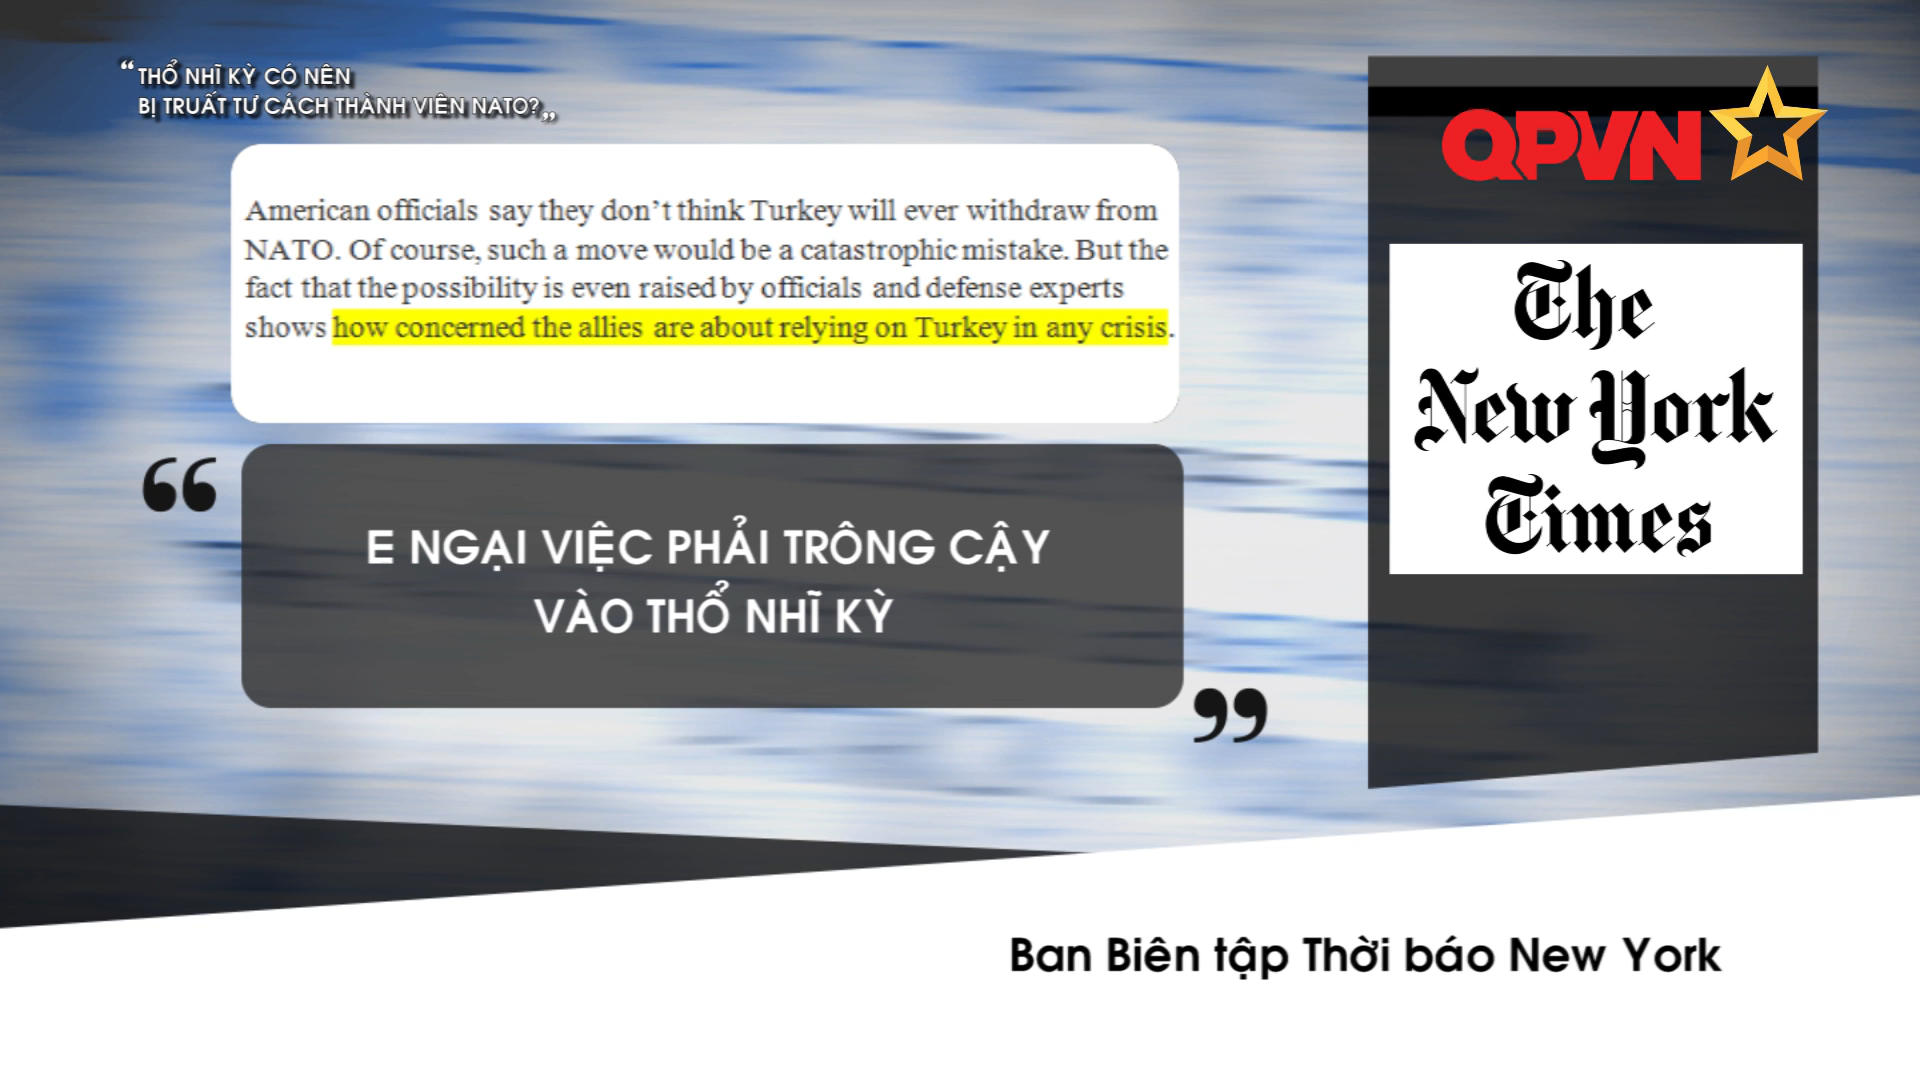 “THỔ NHĨ KỲ CÓ NÊN
BỊ TRUẤT TƯ CÁCH THÀNH VIÊN NATO?„
QPVN
American officials say they don’t think Turkey will ever withdraw from
NATO. Of course, such a move would be a catastrophic mistake. But the
fact that the possibility is even raised by officials and defense experts
shows how concerned the allies are about relying on Turkey in any crisis.
The
New York
Times
“E NGẠI VIỆC PHẢI TRÔNG CẬY
VÀO THỔ NHĨ KỲ”
Ban Biên tập Thời báo New York